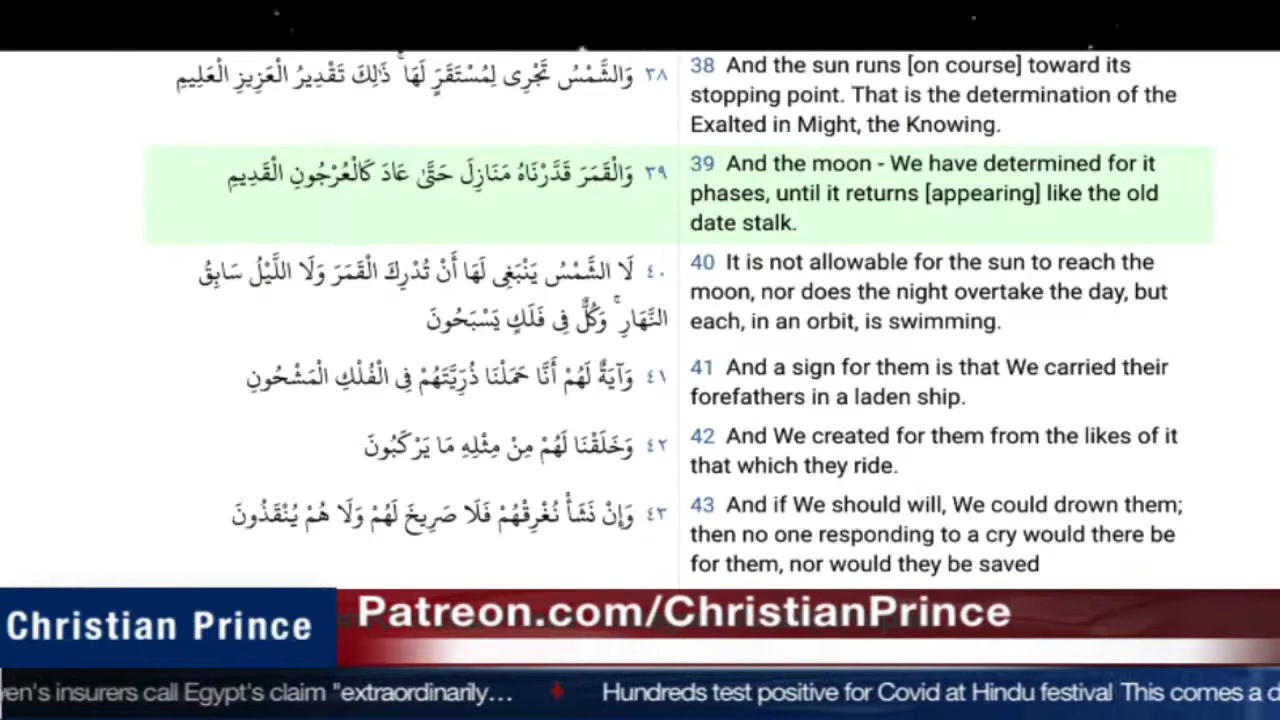 ٣٨ وَالشَّمْسُ تَجْرِي لِمُسْتَقَرٍّ لَهَا ۚ ذَٰلِكَ تَقْدِيرُ الْعَزِيزِ الْعَلِيمِ
38 And the sun runs [on course] toward its
stopping point. That is the determination of the
Exalted in Might, the Knowing.
٣٩ وَالْقَمَرَ قَدَّرْنَاهُ مَنَازِلَ حَتَّىٰ عَادَ كَالْعُرْجُونِ الْقَدِيمِ
39 And the moon - We have determined for it
phases, until it returns [appearing] like the old
date stalk.
٤٠ لَا الشَّمْسُ يَنْبَغِي لَهَا أَنْ تُدْرِكَ الْقَمَرَ وَلَا اللَّيْلُ سَابِقُ
النَّهَارِ ۚ وَكُلٌّ فِي فَلَكٍ يَسْبَحُونَ
40 It is not allowable for the sun to reach the
moon, nor does the night overtake the day, but
each, in an orbit, is swimming.
٤١ وَآيَةٌ لَهُمْ أَنَّا حَمَلْنَا ذُرِّيَّتَهُمْ فِي الْفُلْكِ الْمَشْحُونِ
41 And a sign for them is that We carried their
forefathers in a laden ship.
٤٢ وَخَلَقْنَا لَهُمْ مِنْ مِثْلِهِ مَا يَرْكَبُونَ
42 And We created for them from the likes of it
that which they ride.
٤٣ وَإِنْ نَشَأْ نُغْرِقْهُمْ فَلَا صَرِيخَ لَهُمْ وَلَا هُمْ يُنْقَذُونَ
43 And if We should will, We could drown them;
then no one responding to a cry would there be
for them, nor would they be saved
Christian Prince
Patreon.com/ChristianPrince
insurers call Egypt's claim "extraordinarily... Hundreds test positive for Covid at Hindu festival This comes a